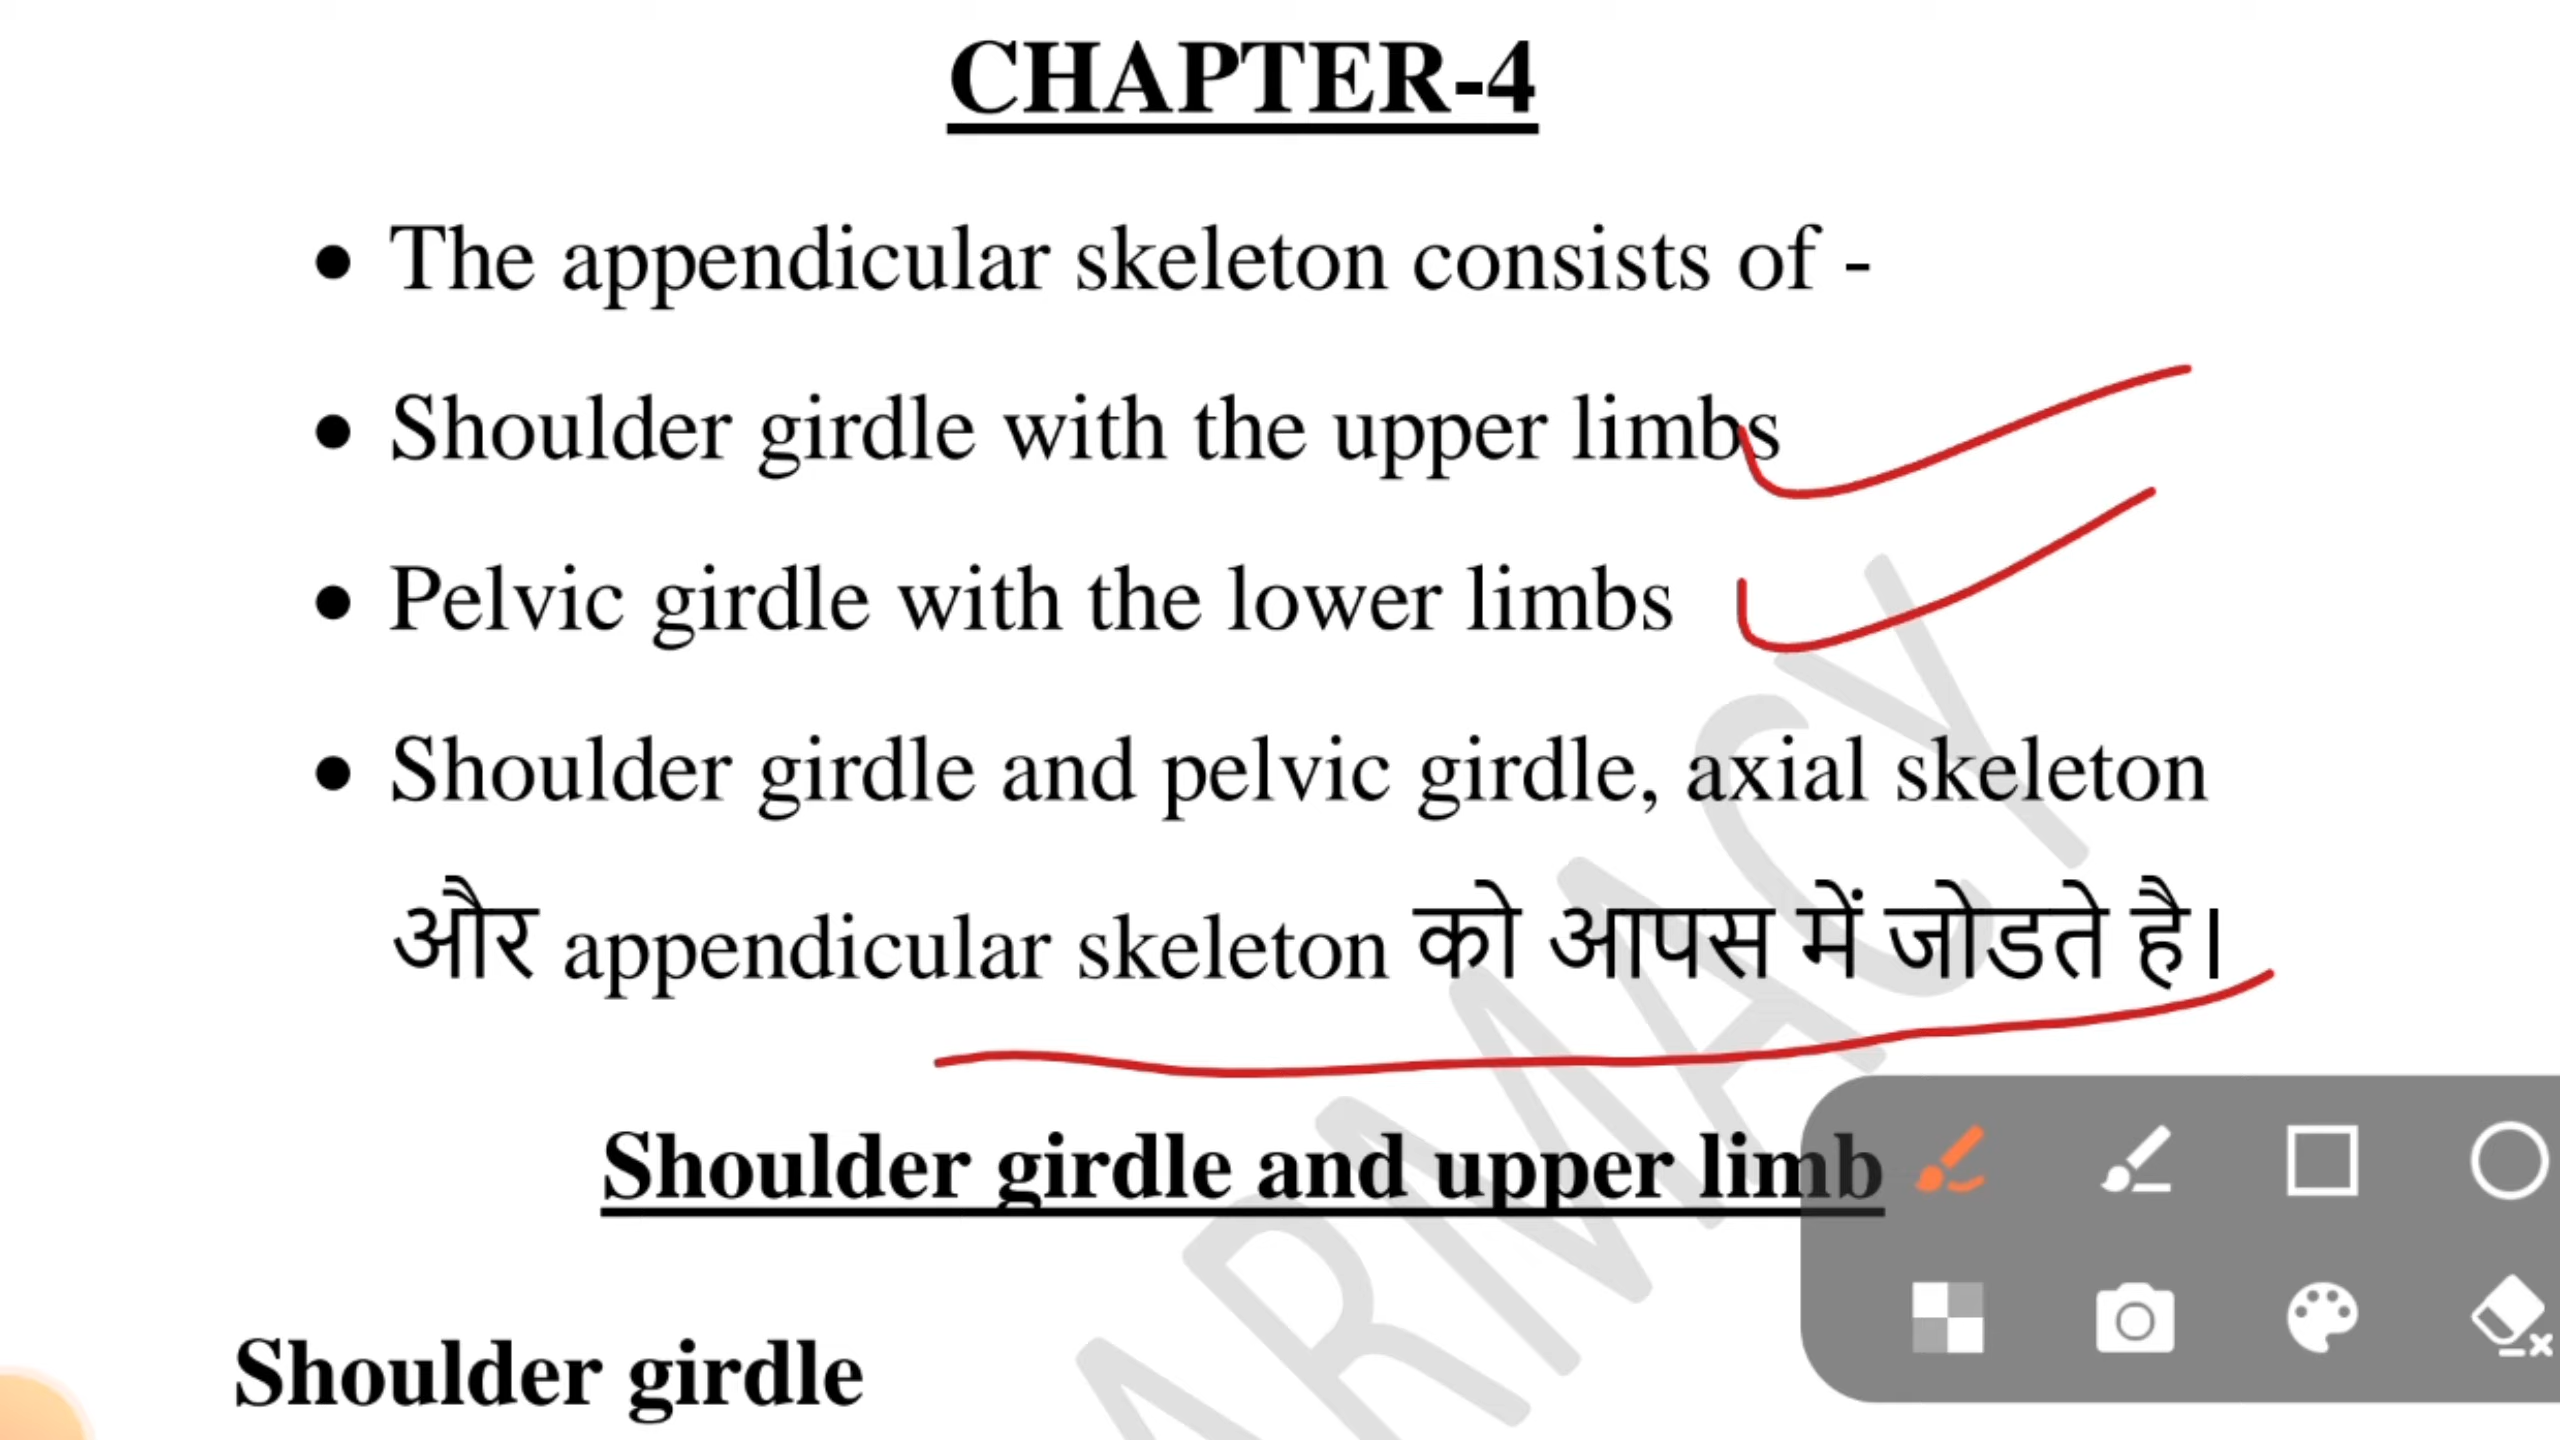 CHAPTER-4
• The appendicular skeleton consists of -
• Shoulder girdle with the upper limbs
• Pelvic girdle with the lower limbs
• Shoulder girdle and pelvic girdle, axial skeleton
और appendicular skeleton को आपस में जोडते है।
Shoulder girdle and upper limb
Shoulder girdle
ARMACY